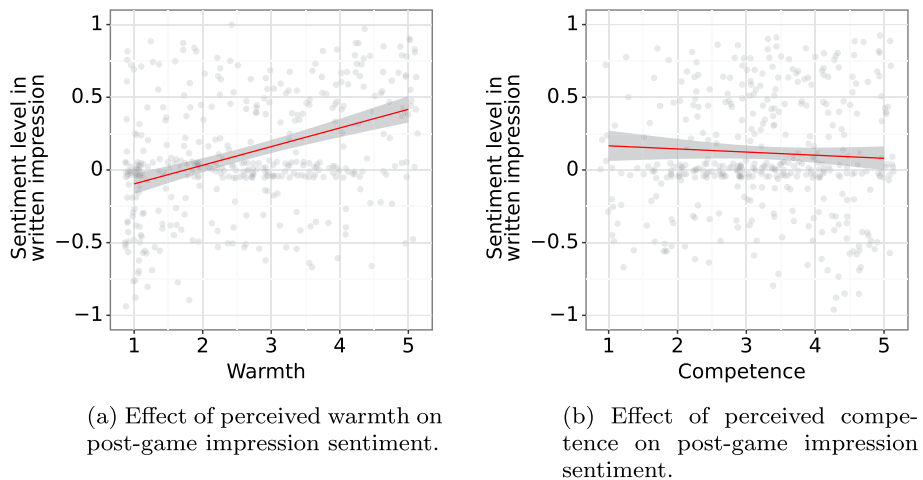 Sentiment level in
written impression
1
0.5
0
−0.5
−1
1 2 3 4 5
Warmth
(a) Effect of perceived warmth on
post-game impression sentiment.
Sentiment level in
written impression
1
0.5
0
−0.5
−1
1 2 3 4 5
Competence
(b) Effect of perceived compe-
tence on post-game impression
sentiment.